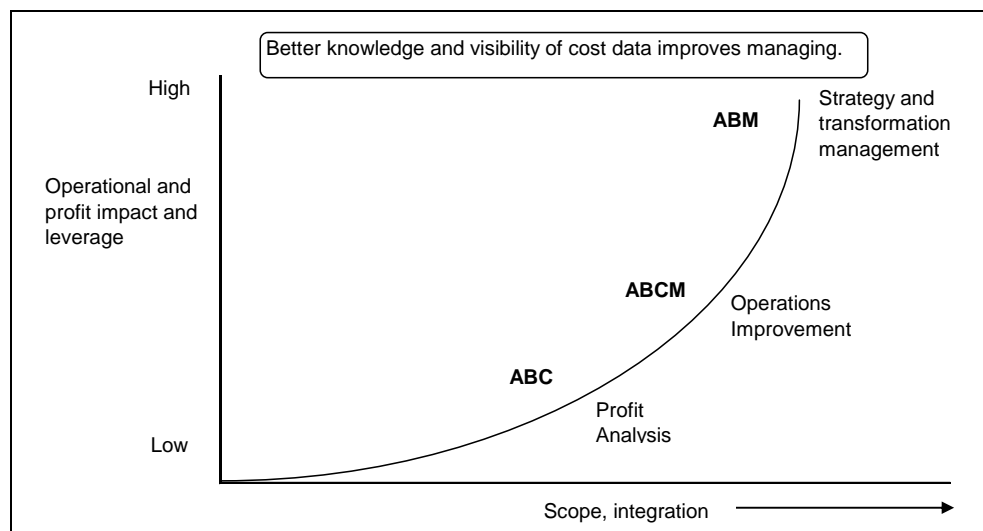 Better knowledge and visibility of cost data improves managing.
High
Strategy and
transformation
management
ABM
Operational and
profit impact and
leverage
ABCM
Operations
Improvement
ABC
Profit
Analysis
Low
Scope, integration